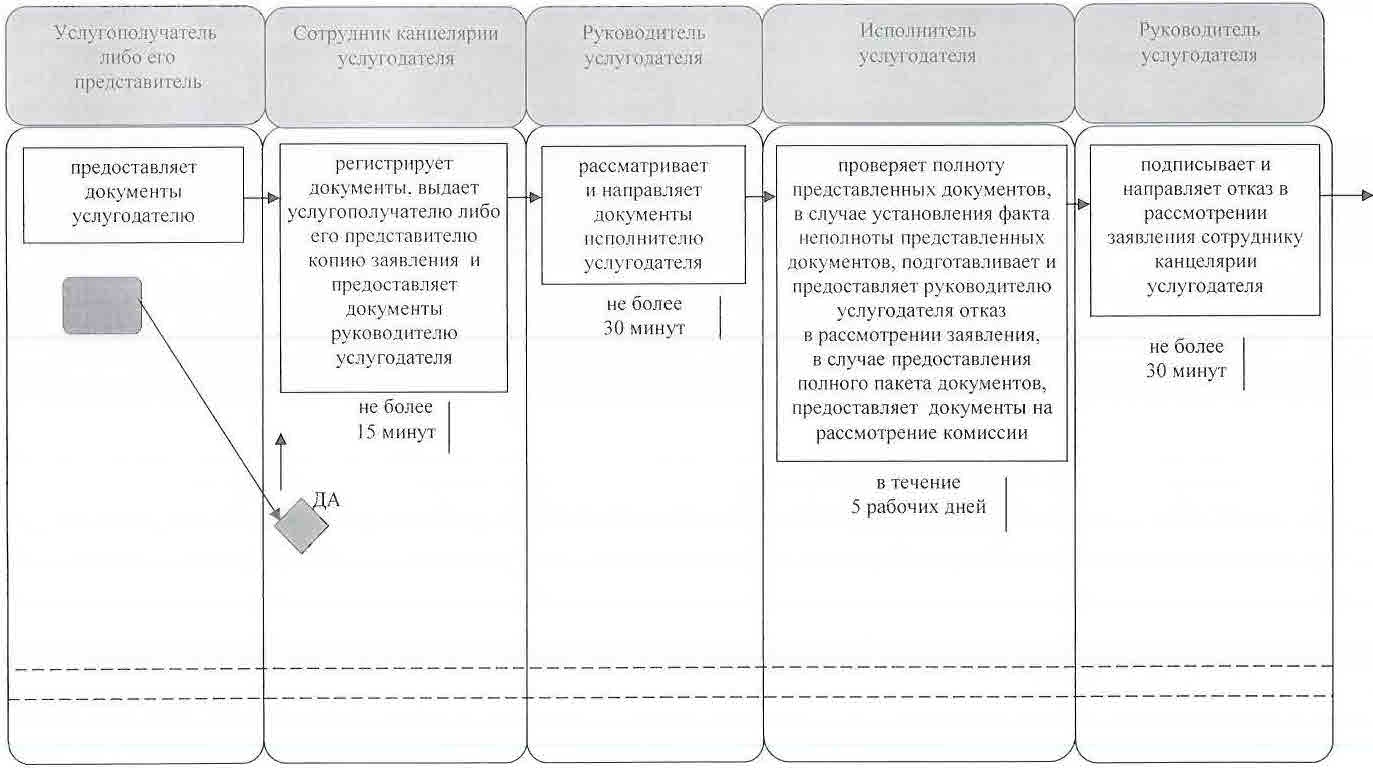 Услугополучатель
либо его
представитель
Сотрудник канцелярии
услугодателя
Руководитель
услугодателя
Исполнитель
услугодателя
Руководитель
услугодателя
предоставляет
документы
услугодателю
регистрирует
документы, выдает
услугополучателю либо
его представителю
копию заявления и
предоставляет
документы
руководителю
услугодателя
не более
15 минут
ДА
рассматривает
и направляет
документы
исполнителю
услугодателя
не более
30 минут
проверяет полноту
представленных документов,
в случае установления факта
неполноты представленных
документов, подготавливает и
предоставляет руководителю
услугодателя отказ
в рассмотрении заявления,
в случае предоставления
полного пакета документов,
предоставляет документы на
рассмотрение комиссии
в течение
5 рабочих дней
подписывает и
направляет отказ в
рассмотрении
заявления сотруднику
канцелярии
услугодателя
не более
30 минут